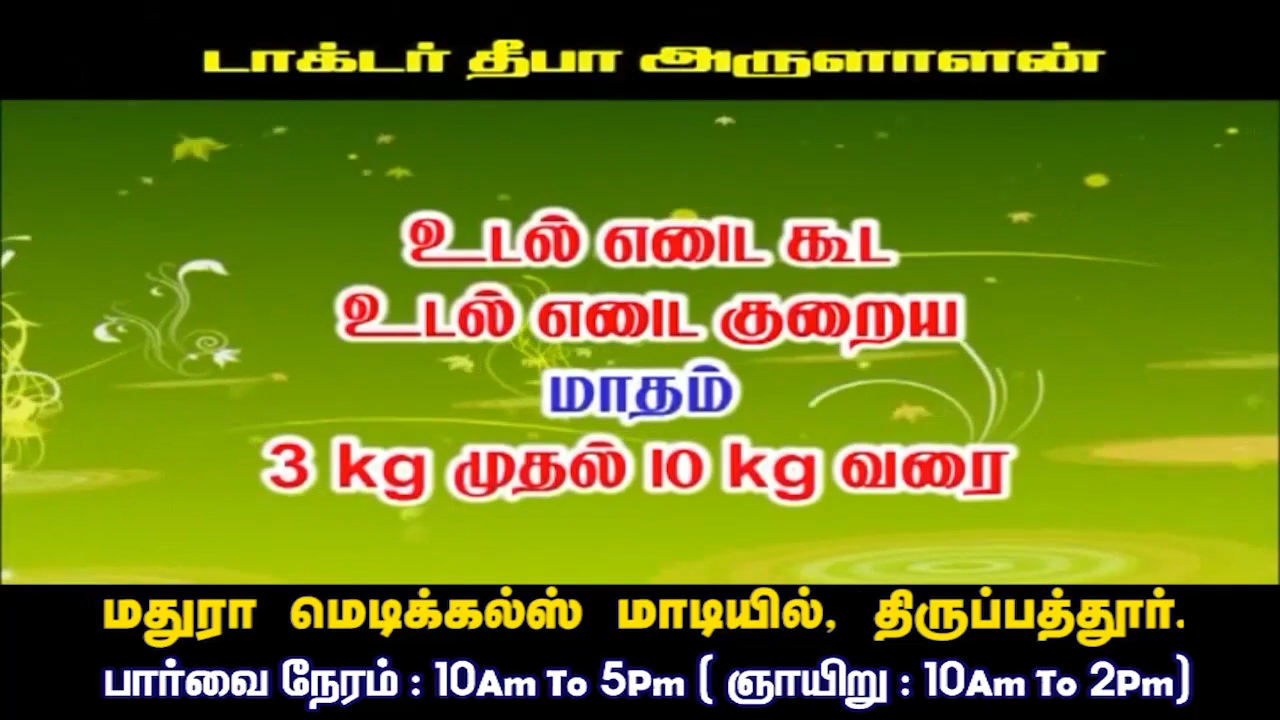 டாக்டர் தீபா அருளாளன்
உடல் எடை கூட
உடல் எடை குறைய
மாதம்
3 kg முதல் 10 kg வரை
மதுரா மெடிக்கல்ஸ் மாடியில், திருப்பத்தூர்.
பார்வை நேரம் : 10Am To 5Pm ( ஞாயிறு : 10Am To 2Pm)